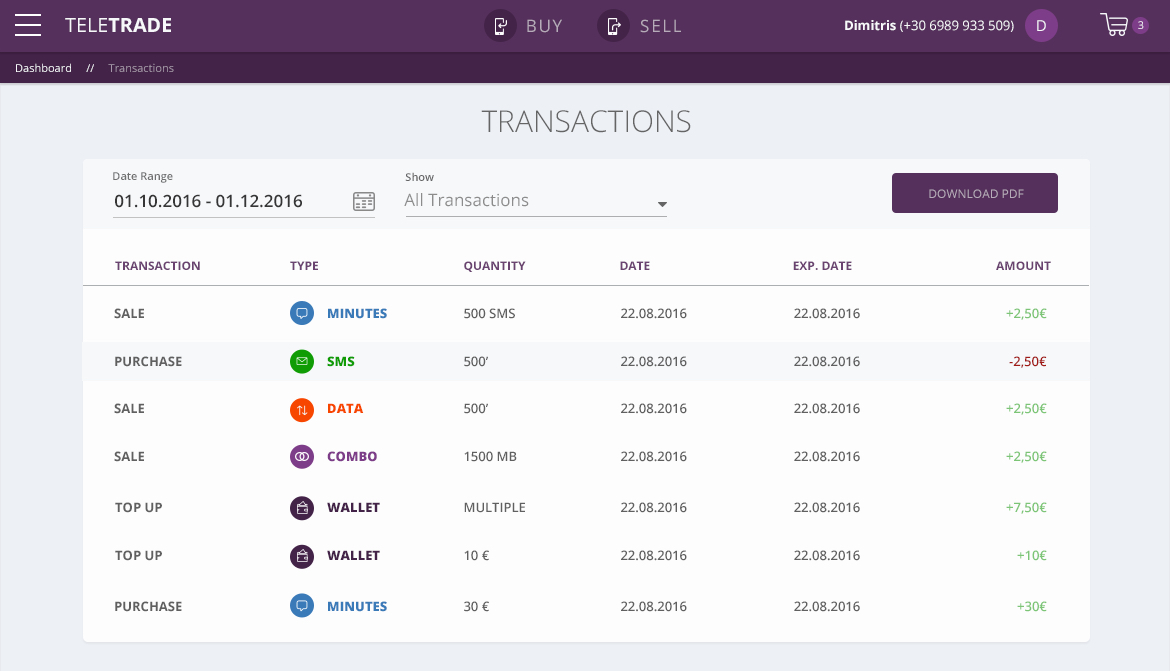 TELETRADE BUY SELL Dimitris (+30 6989 933 509) D 3
Dashboard // Transactions
TRANSACTIONS
Date Range Show
01.10.2016 - 01.12.2016 All Transactions DOWNLOAD PDF
TRANSACTION TYPE QUANTITY DATE EXP. DATE AMOUNT
SALE MINUTES 500 SMS 22.08.2016 22.08.2016 +2,50€
PURCHASE SMS 500’ 22.08.2016 22.08.2016 -2,50€
SALE DATA 500’ 22.08.2016 22.08.2016 +2,50€
SALE COMBO 1500 MB 22.08.2016 22.08.2016 +2,50€
TOP UP WALLET MULTIPLE 22.08.2016 22.08.2016 +7,50€
TOP UP WALLET 10 € 22.08.2016 22.08.2016 +10€
PURCHASE MINUTES 30 € 22.08.2016 22.08.2016 +30€